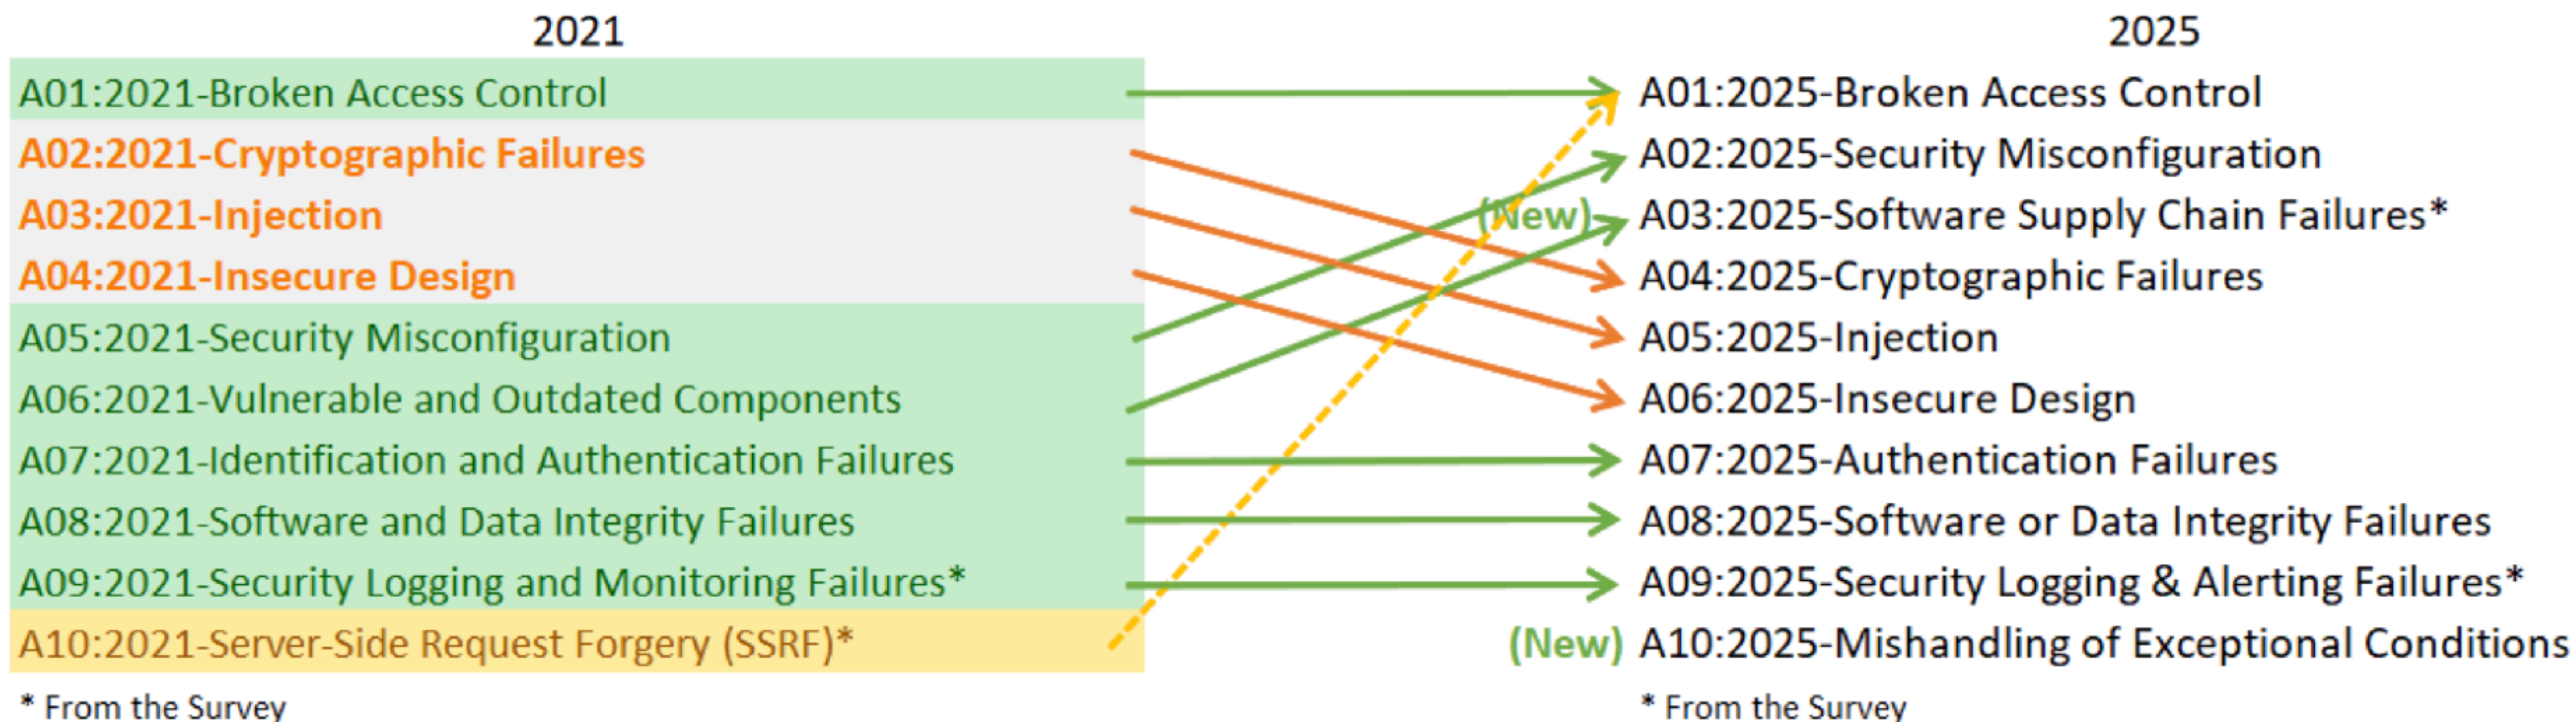 2021
A01:2021-Broken Access Control
A02:2021-Cryptographic Failures
A03:2021-Injection
A04:2021-Insecure Design
A05:2021-Security Misconfiguration
A06:2021-Vulnerable and Outdated Components
A07:2021-Identification and Authentication Failures
A08:2021-Software and Data Integrity Failures
A09:2021-Security Logging and Monitoring Failures*
A10:2021-Server-Side Request Forgery (SSRF)*
* From the Survey
2025
A01:2025-Broken Access Control
A02:2025-Security Misconfiguration
(New) A03:2025-Software Supply Chain Failures*
A04:2025-Cryptographic Failures
A05:2025-Injection
A06:2025-Insecure Design
A07:2025-Authentication Failures
A08:2025-Software or Data Integrity Failures
A09:2025-Security Logging & Alerting Failures*
(New) A10:2025-Mishandling of Exceptional Conditions
* From the Survey